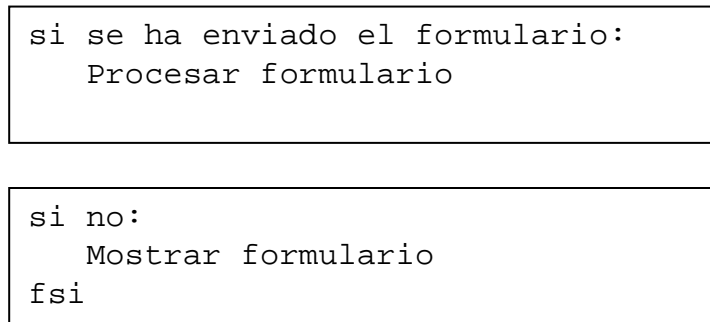 si se ha enviado el formulario:
Procesar formulario
si no:
Mostrar formulario
fsi